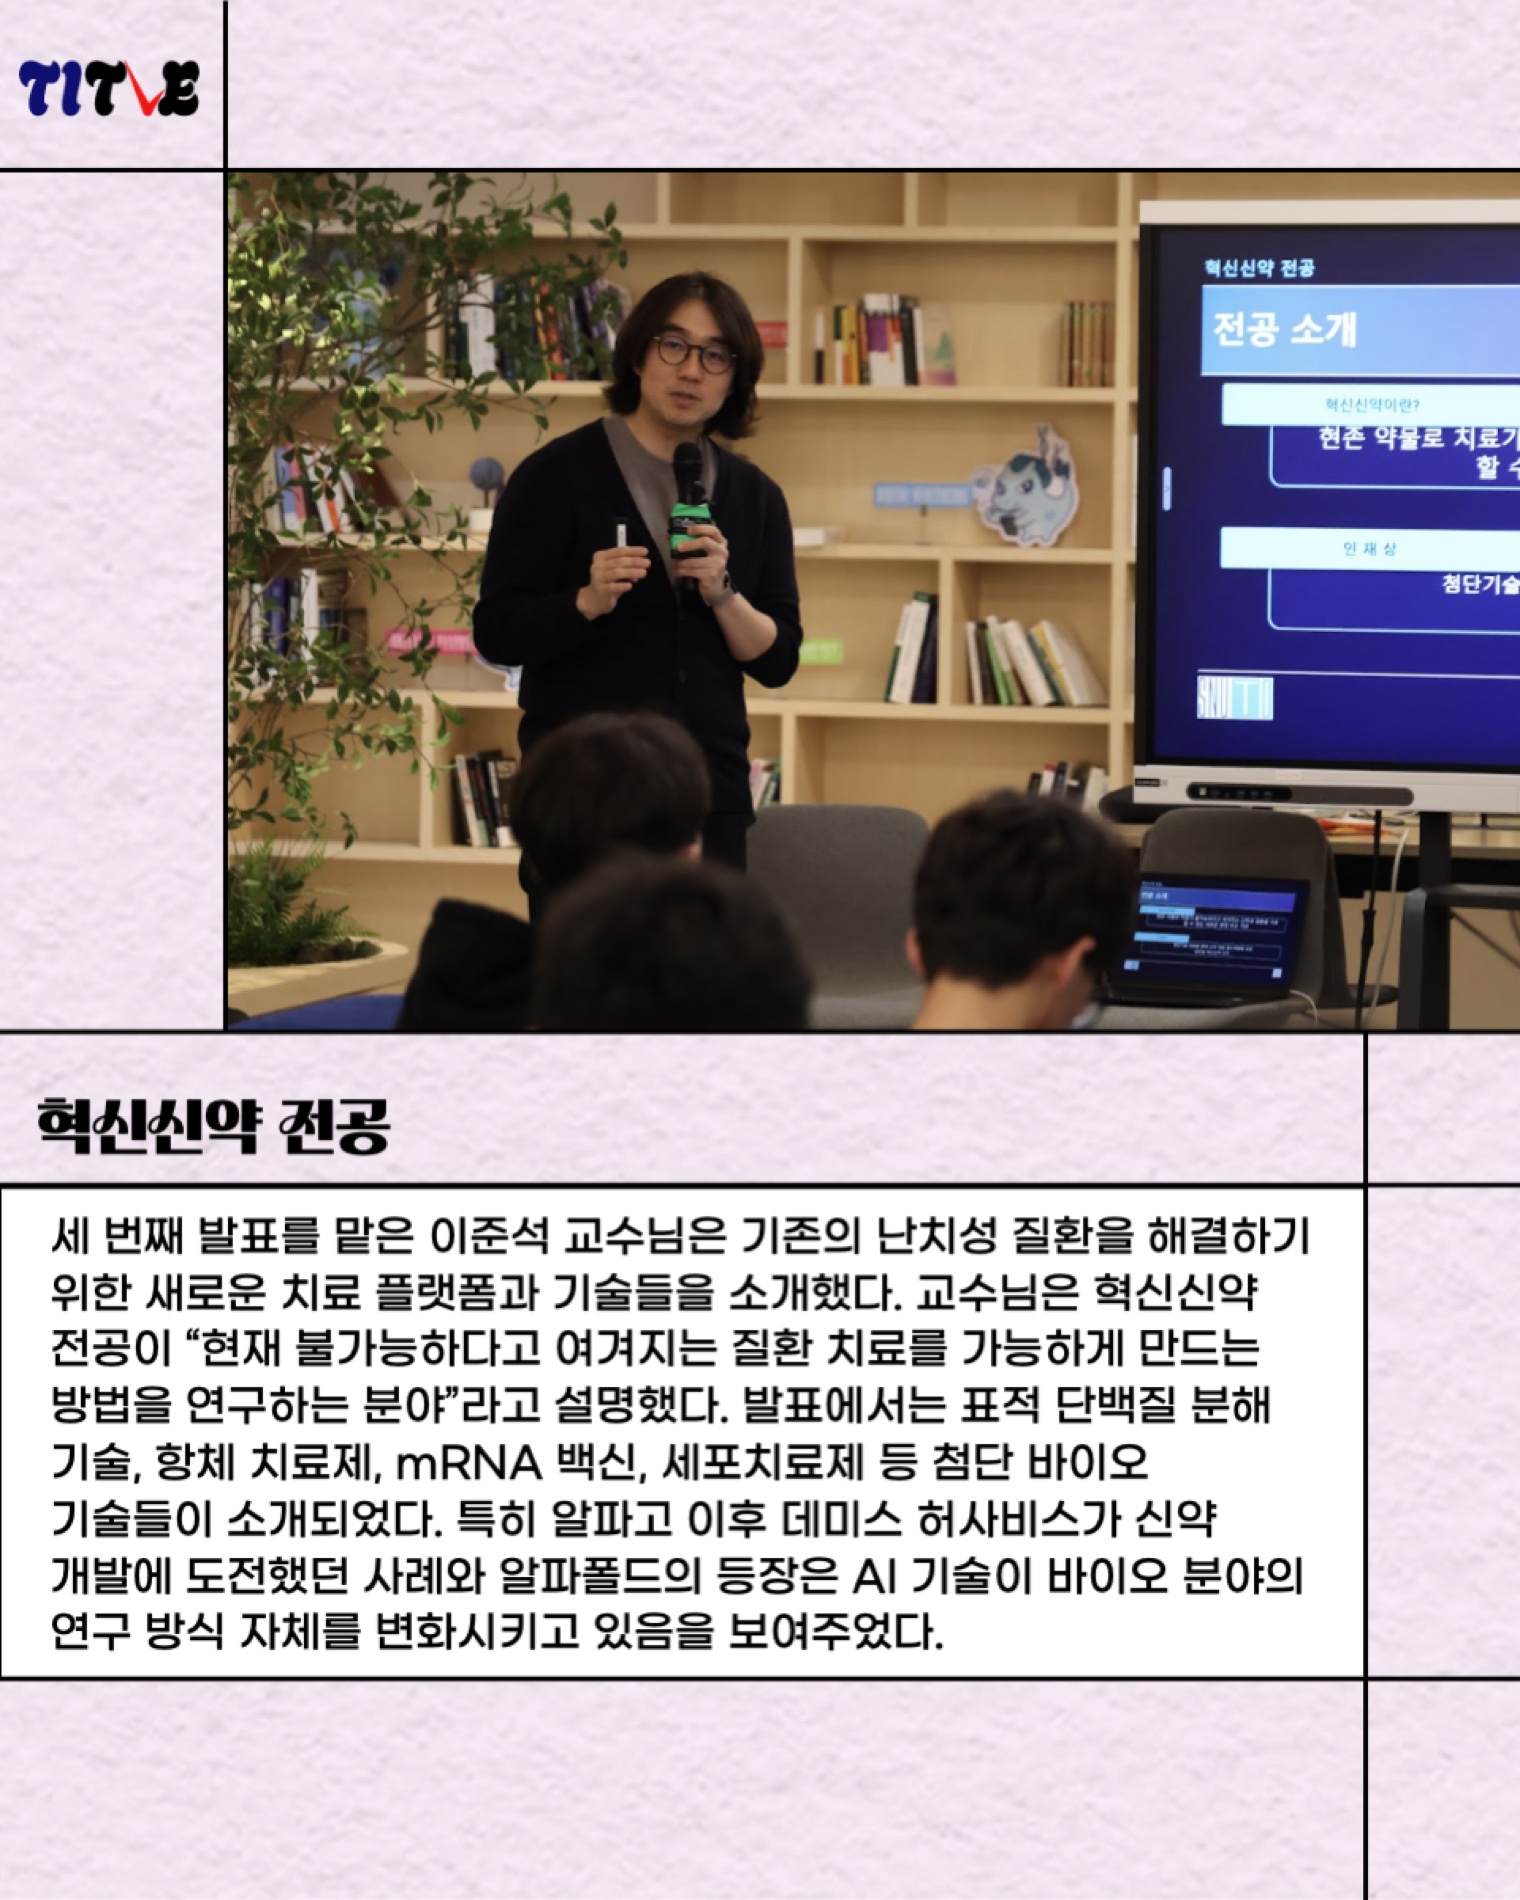 TITLE
혁신신약 전공
전공 소개
혁신신약이란?
현존 약물로 치료가
할 수
인 재 상
첨단기술
혁신신약 전공
세 번째 발표를 맡은 이준석 교수님은 기존의 난치성 질환을 해결하기
위한 새로운 치료 플랫폼과 기술들을 소개했다. 교수님은 혁신신약
전공이 “현재 불가능하다고 여겨지는 질환 치료를 가능하게 만드는
방법을 연구하는 분야”라고 설명했다. 발표에서는 표적 단백질 분해
기술, 항체 치료제, mRNA 백신, 세포치료제 등 첨단 바이오
기술들이 소개되었다. 특히 알파고 이후 데미스 허사비스가 신약
개발에 도전했던 사례와 알파폴드의 등장은 AI 기술이 바이오 분야의
연구 방식 자체를 변화시키고 있음을 보여주었다.